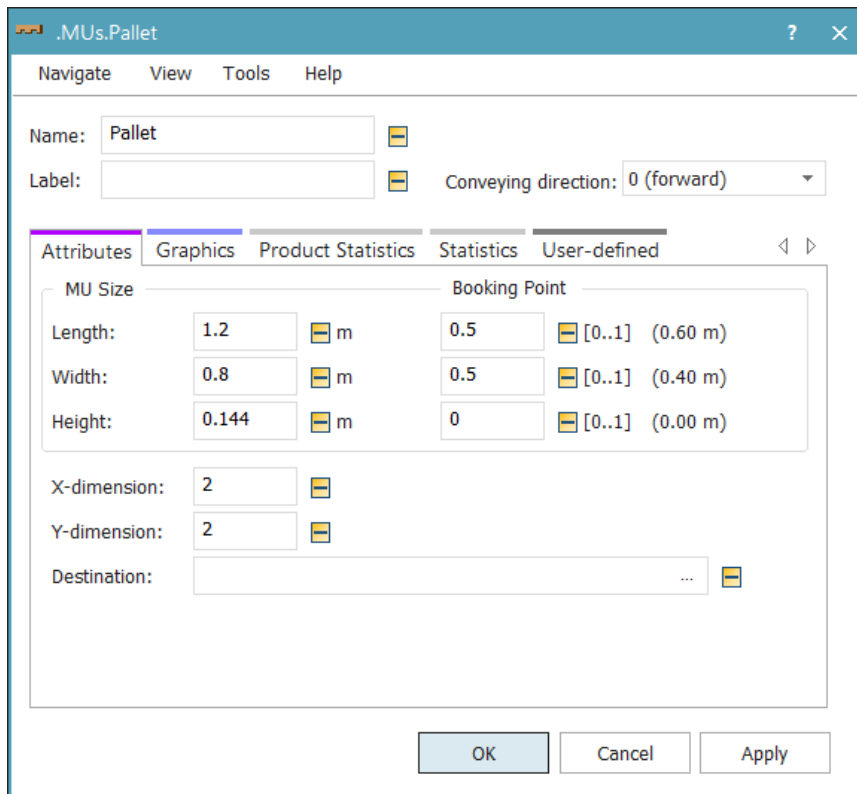 .MUs.Pallet ? ×
Navigate View Tools Help
Name: Pallet
Label: Conveying direction: 0 (forward)
Attributes Graphics Product Statistics Statistics User-defined
MU Size Booking Point
Length: 1.2 m 0.5 [0..1] (0.60 m)
Width: 0.8 m 0.5 [0..1] (0.40 m)
Height: 0.144 m 0 [0..1] (0.00 m)
X-dimension: 2
Y-dimension: 2
Destination: ...
OK Cancel Apply